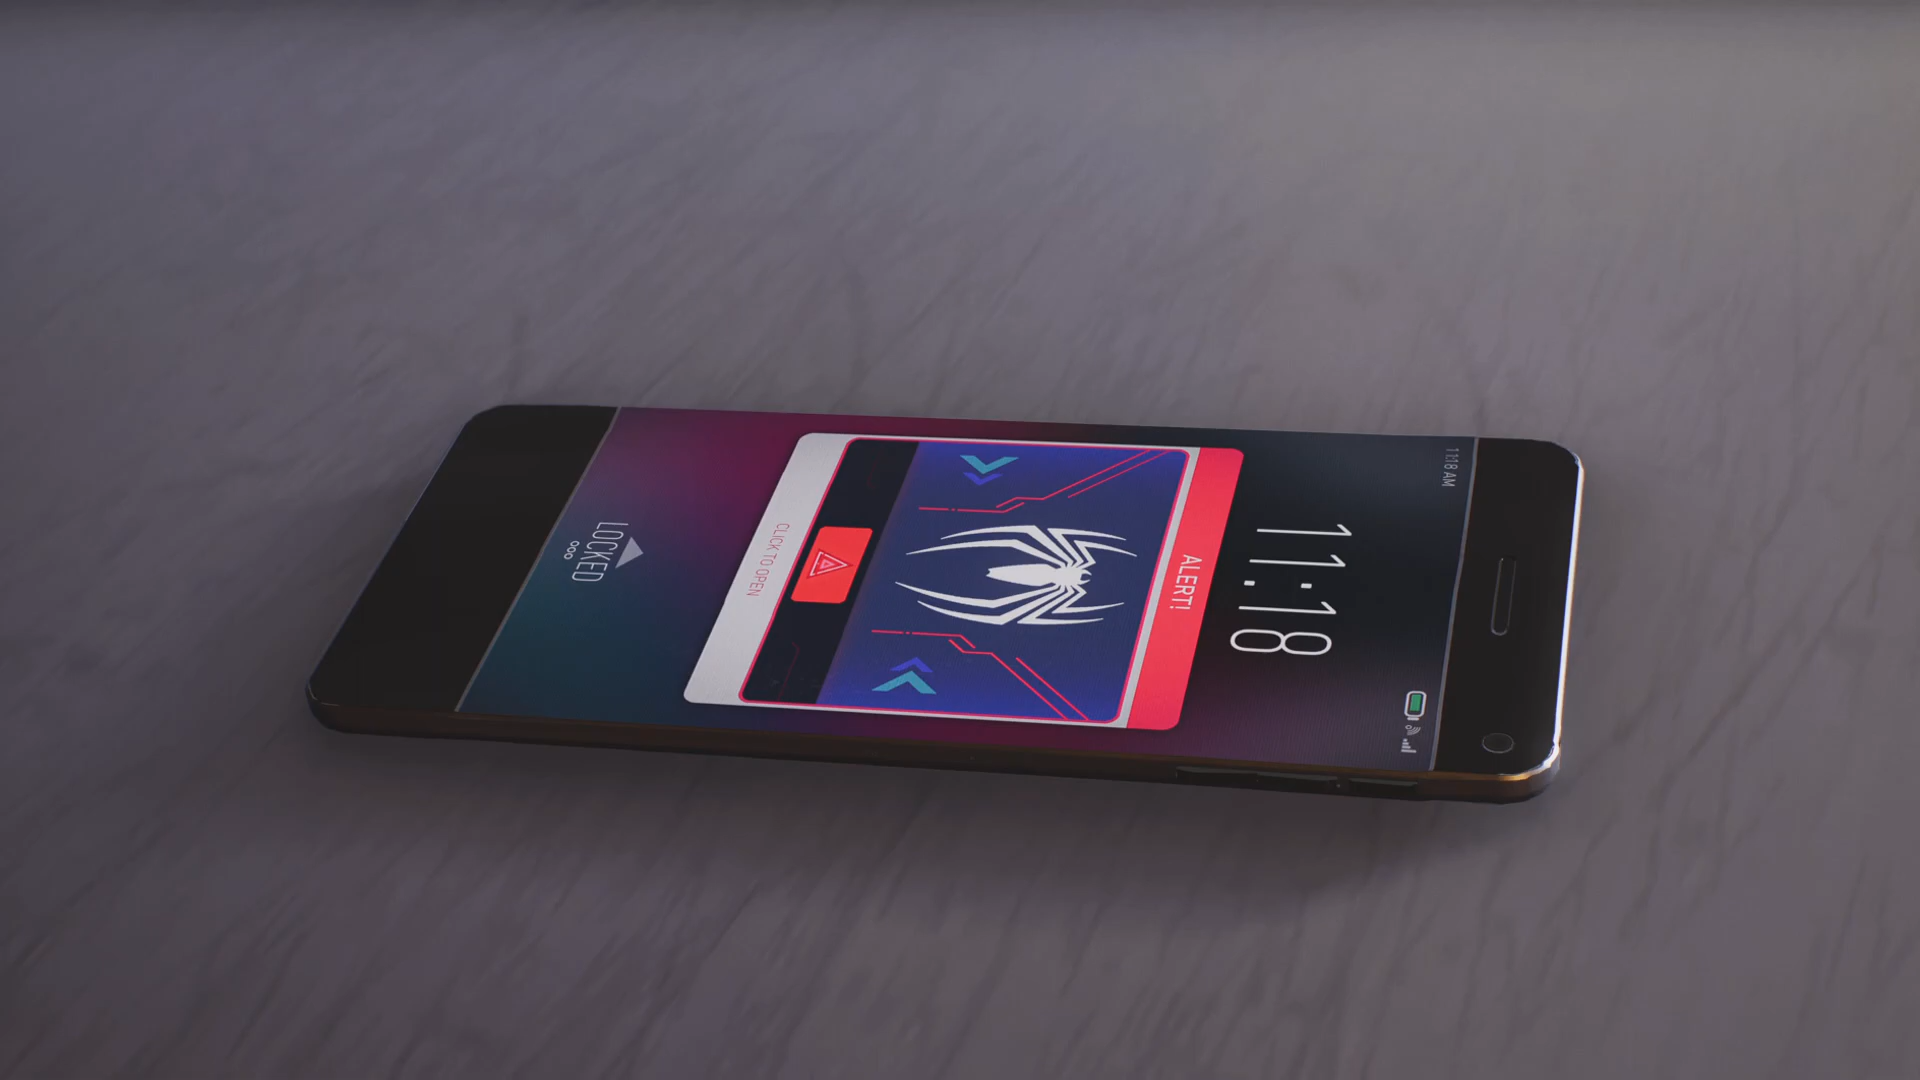 11:18 AM
11:18
ALERT!
CLICK TO OPEN
LOCKED